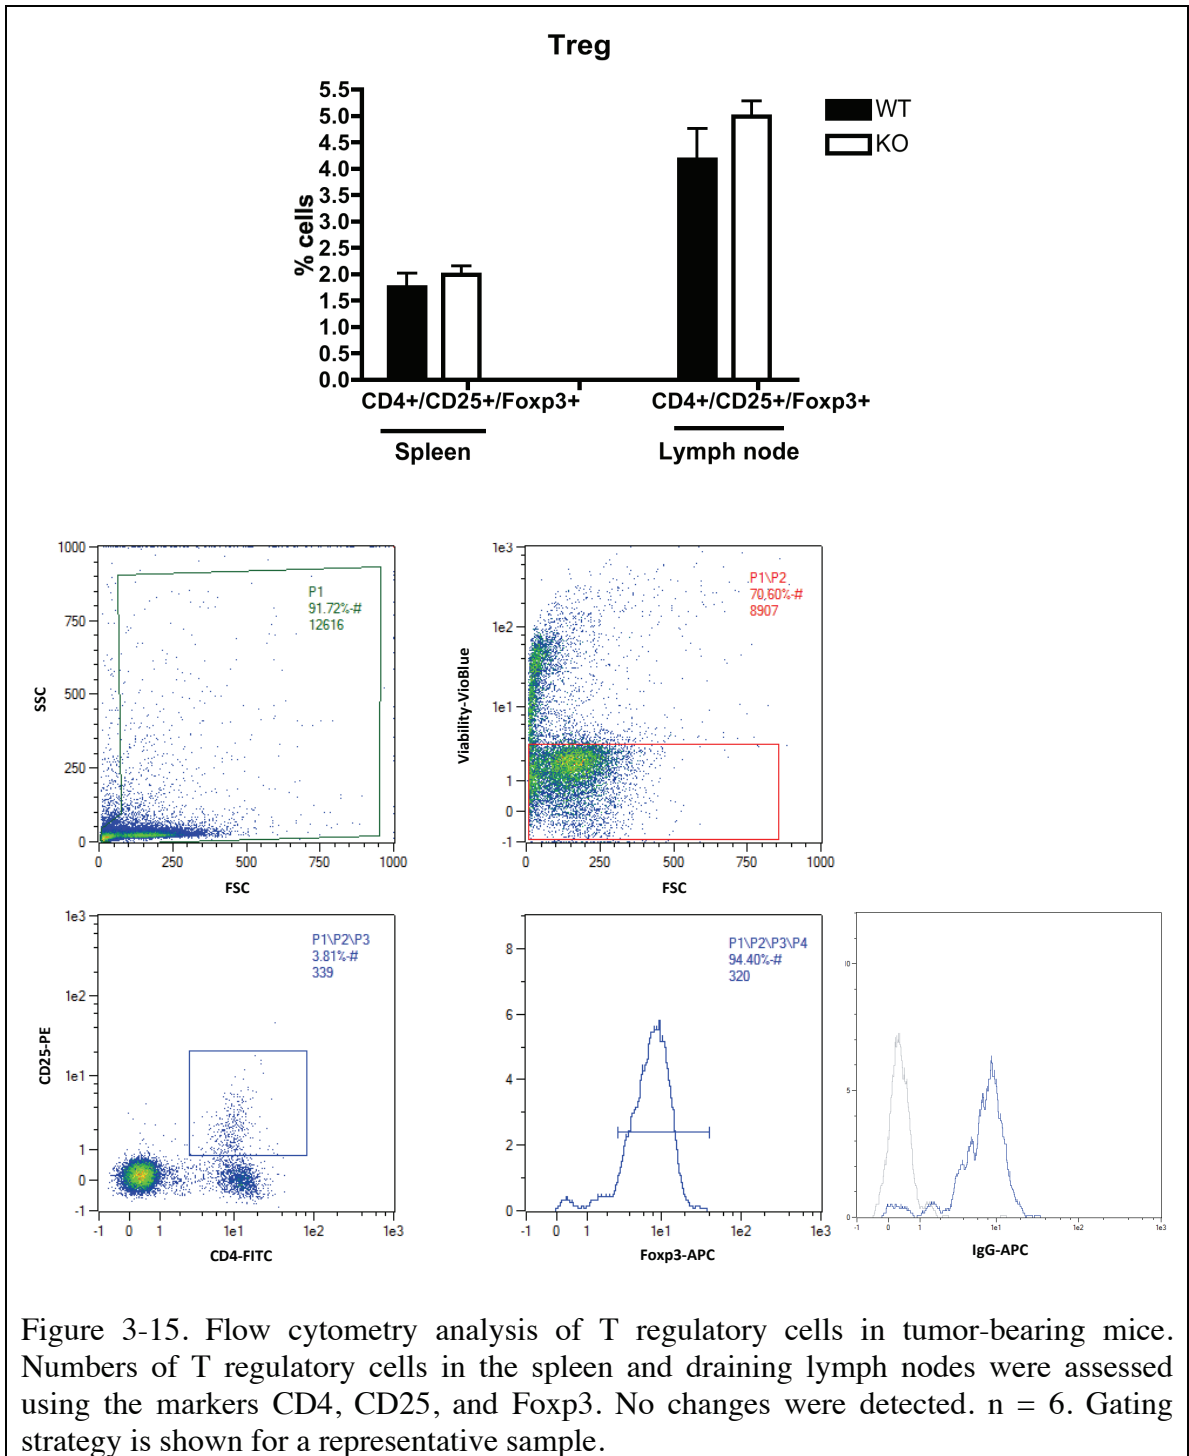 Treg
5.5
5.0
4.5
4.0
3.5
3.0
2.5
2.0
1.5
1.0
0.5
0.0
% cells
WT
KO
CD4+/CD25+/Foxp3+ CD4+/CD25+/Foxp3+
Spleen Lymph node
1000
750
500
250
0
SSC
P1
91.72%-#
12616
0 250 500 750 1000
FSC
1e3
1e2
1e1
1
0
-1
Viability-VioBlue
P1\P2
70,60%-#
8907
0 250 500 750 1000
FSC
1e3
1e2
1e1
1
0
-1
CD25-PE
P1\P2\P3
3.81%-#
339
-1 0 1 1e1 1e2 1e3
CD4-FITC
8
6
4
2
0
P1\P2\P3\P4
94.40%-#
320
-1 0 1 1e1 1e2 1e3
Foxp3-APC
5
0
-1 0 1 1e1 1e2 1e3
IgG-APC
Figure 3-15. Flow cytometry analysis of T regulatory cells in tumor-bearing mice.
Numbers of T regulatory cells in the spleen and draining lymph nodes were assessed
using the markers CD4, CD25, and Foxp3. No changes were detected. n = 6. Gating
strategy is shown for a representative sample.